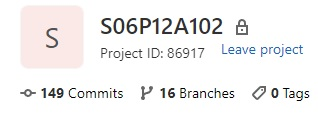 S
S06P12A102
Project ID: 86917 Leave project
149 Commits 16 Branches 0 Tags